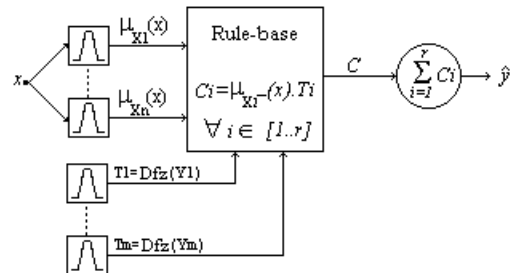 μX1(x)
Rule-base
x
Ci=μXi–(x).Ti
C
r
∑ Ci
i=1
ŷ
μXn(x)
∀ i ∈ [1..r]
T1=Dfz(Y1)
Tm=Dfz(Ym)